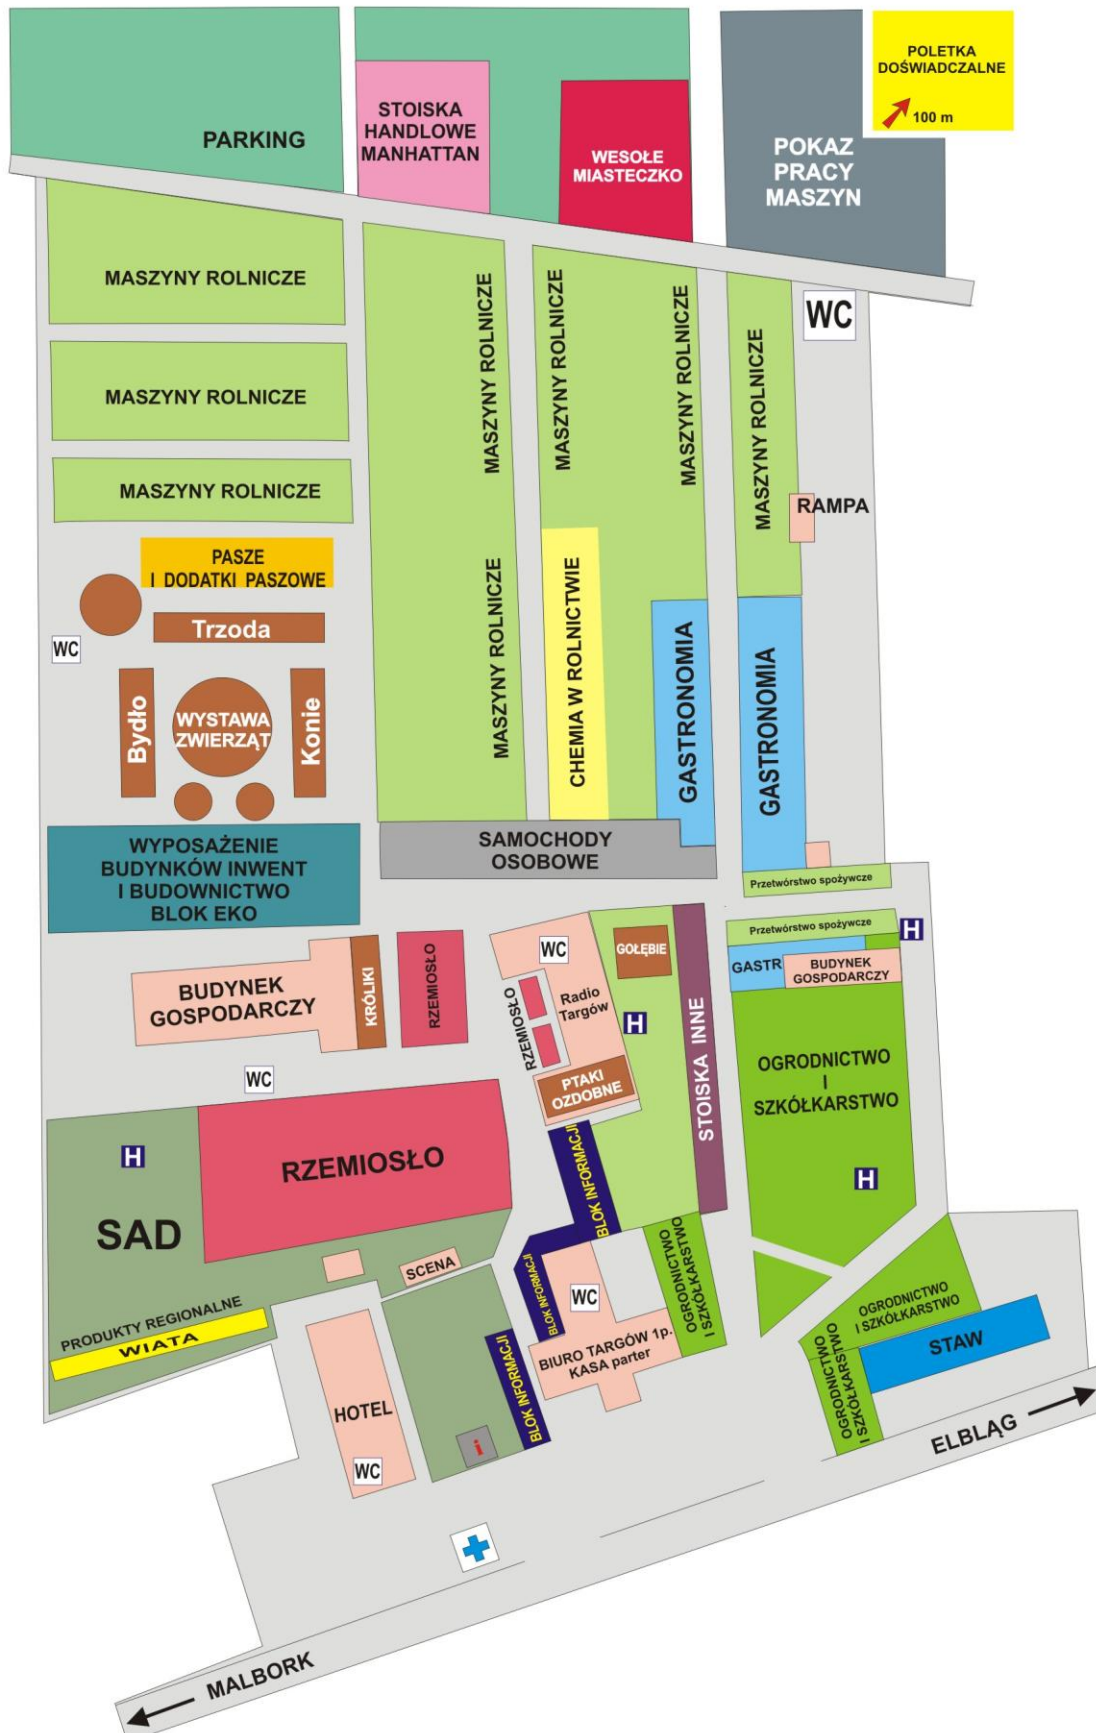 POLETKA
DOŚWIADCZALNE
100 m
PARKING
STOISKA
HANDLOWE
MANHATTAN
WESOŁE
MIASTECZKO
POKAZ
PRACY
MASZYN
MASZYNY ROLNICZE
MASZYNY ROLNICZE
MASZYNY ROLNICZE
MASZYNY ROLNICZE
MASZYNY ROLNICZE
MASZYNY ROLNICZE
MASZYNY ROLNICZE
WC
RAMPA
MASZYNY ROLNICZE
PASZE
I DODATKI PASZOWE
Trzoda
WC
Bydło
WYSTAWA
ZWIERZĄT
Konie
CHEMIA W ROLNICTWIE
GASTRONOMIA
GASTRONOMIA
WYPOSAŻENIE
BUDYNKÓW INWENT
I BUDOWNICTWO
BLOK EKO
SAMOCHODY
OSOBOWE
Przetwórstwo spożywcze
Przetwórstwo spożywcze
H
GASTR
BUDYNEK
GOSPODARCZY
BUDYNEK
GOSPODARCZY
KRÓLIKI
RZEMIOSŁO
WC
GOŁĘBIE
RZEMIOSŁO
Radio
Targów
H
PTAKI
OZDOBNE
STOISKA INNE
OGRODNICTWO
I
SZKÓŁKARSTWO
H
WC
H
SAD
RZEMIOSŁO
BLOK INFORMACJI
SCENA
BLOK INFORMACJI
WC
OGRODNICTWO
I SZKÓŁKARSTWO
OGRODNICTWO
I SZKÓŁKARSTWO
PRODUKTY REGIONALNE
WIATA
BIURO TARGÓW 1p.
KASA parter
STAW
OGRODNICTWO
I SZKÓŁKARSTWO
HOTEL
WC
BLOK INFORMACJI
i
ELBLĄG
MALBORK